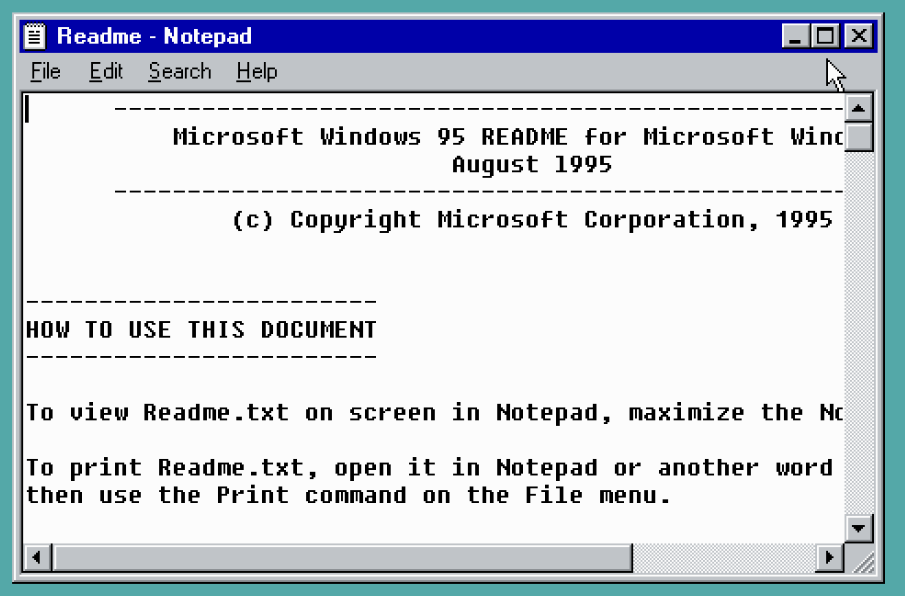 Readme - Notepad
File Edit Search Help
--------------------------------------------------
Microsoft Windows 95 README for Microsoft
August 1995
--------------------------------------------------
(c) Copyright Microsoft Corporation, 1995
------------------------
HOW TO USE THIS DOCUMENT
------------------------
To view Readme.txt on screen in Notepad, maximize the
To print Readme.txt, open it in Notepad or another word
then use the Print command on the File menu.